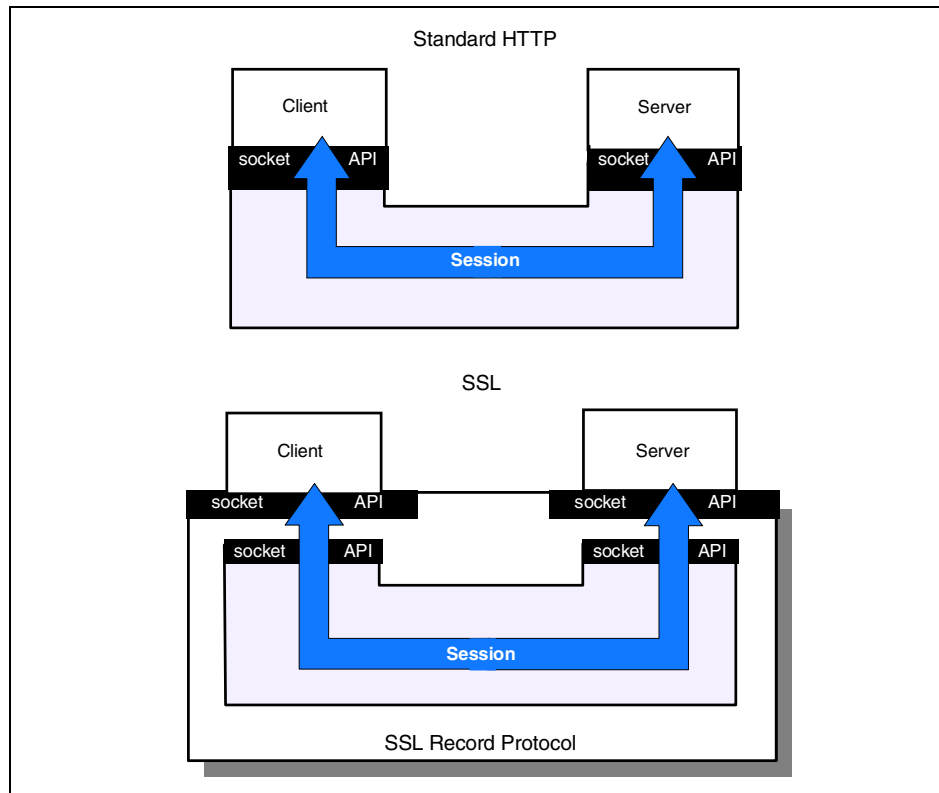 Standard HTTP
Client
Server
socket API
socket API
Session
SSL
Client
Server
socket API
socket API
socket API
socket API
Session
SSL Record Protocol